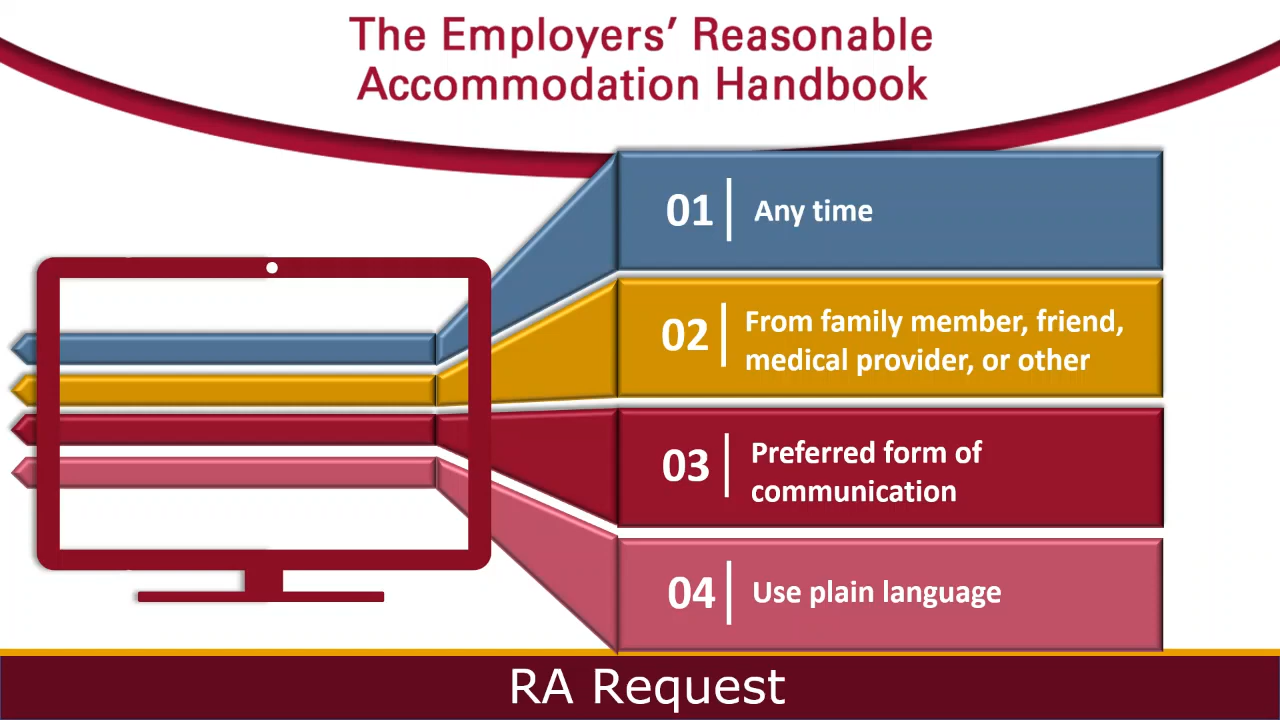 The Employers’ Reasonable
Accommodation Handbook
01 Any time
02 From family member, friend,
medical provider, or other
03 Preferred form of
communication
04 Use plain language
RA Request